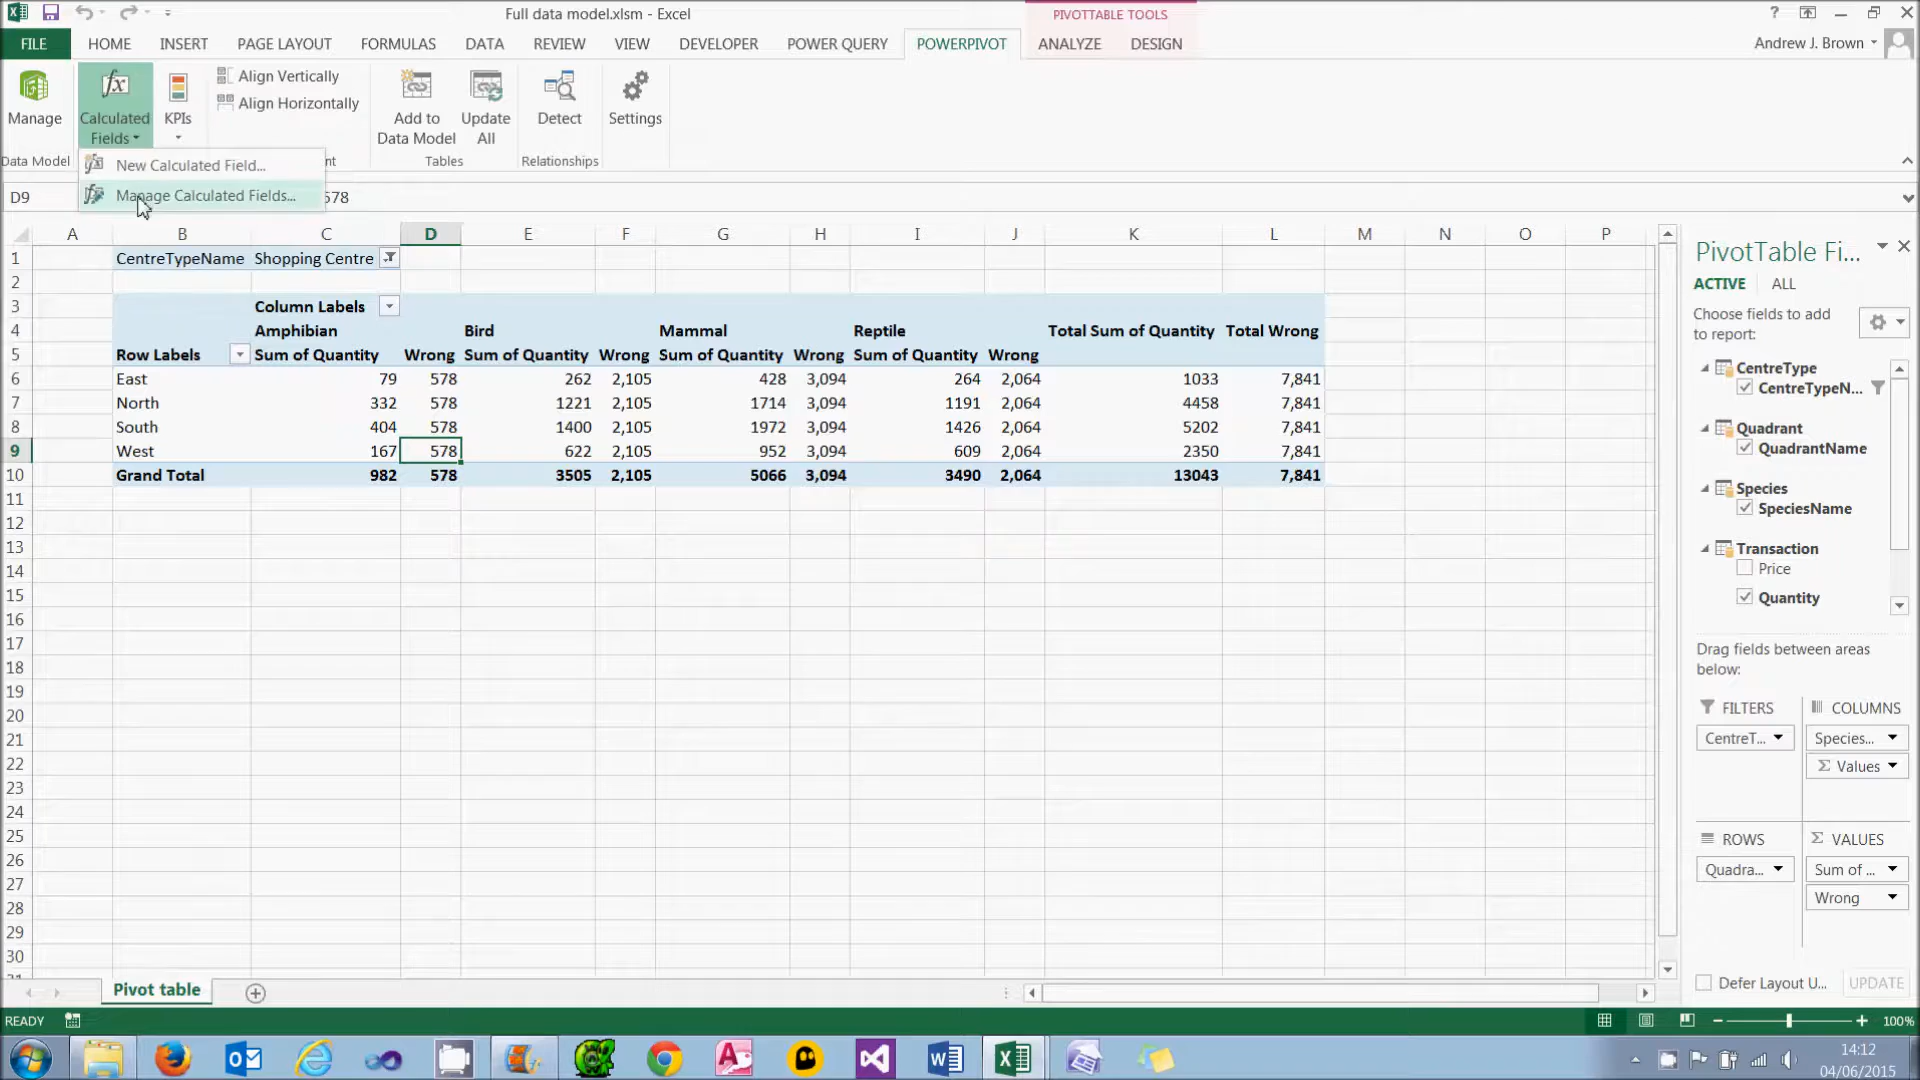 Full data model.xlsm - Excel
PIVOTTABLE TOOLS
FILE HOME INSERT PAGE LAYOUT FORMULAS DATA REVIEW VIEW DEVELOPER POWER QUERY POWERPIVOT ANALYZE DESIGN
Andrew J. Brown
Manage
Calculated Fields
KPIs
Align Vertically
Align Horizontally
Add to Data Model
Update All
Detect
Settings
Data Model
Tables
Relationships
New Calculated Field...
Manage Calculated Fields...
D9 578
A B C D E F G H I J K L M N O P
1 CentreTypeName Shopping Centre
2
3 Column Labels
4 Amphibian Bird Mammal Reptile Total Sum of Quantity Total Wrong
5 Row Labels Sum of Quantity Wrong Sum of Quantity Wrong Sum of Quantity Wrong Sum of Quantity Wrong
6 East 79 578 262 2,105 428 3,094 264 2,064 1033 7,841
7 North 332 578 1221 2,105 1714 3,094 1191 2,064 4458 7,841
8 South 404 578 1400 2,105 1972 3,094 1426 2,064 5202 7,841
9 West 167 578 622 2,105 952 3,094 609 2,064 2350 7,841
10 Grand Total 982 578 3505 2,105 5066 3,094 3490 2,064 13043 7,841
11
12
13
14
15
16
17
18
19
20
21
22
23
24
25
26
27
28
29
30
PivotTable Fi...
ACTIVE ALL
Choose fields to add
to report:
CentreType
CentreTypeN...
Quadrant
QuadrantName
Species
SpeciesName
Transaction
Price
Quantity
Drag fields between areas
below:
FILTERS COLUMNS
CentreT... Species...
Σ Values
ROWS Σ VALUES
Quadra... Sum of ...
Wrong
Defer Layout U... UPDATE
Pivot table
READY
100%
14:12
04/06/2015